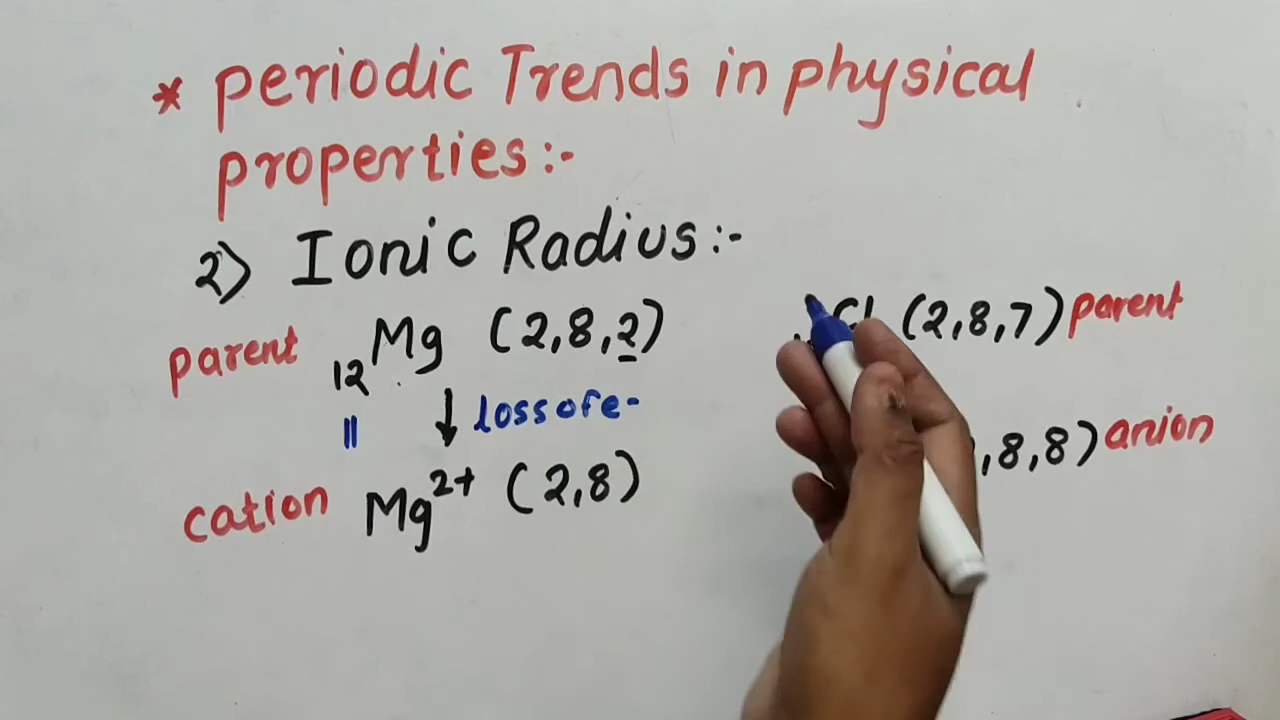 * Periodic Trends in physical
properties:-
2) Ionic Radius:-
parent 12Mg (2,8,2) Cl (2,8,7) parent
|| ↓ loss of e-
cation Mg2+ (2,8) ,8,8) anion